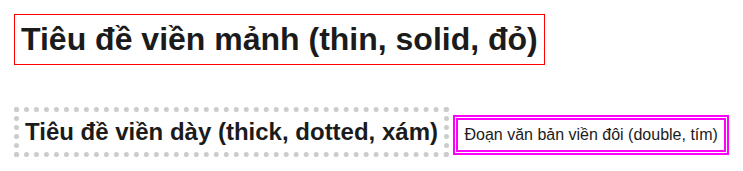 Tiêu đề viền mảnh (thin, solid, đỏ)
Tiêu đề viền dày (thick, dotted, xám)
Đoạn văn bản viền đôi (double, tím)